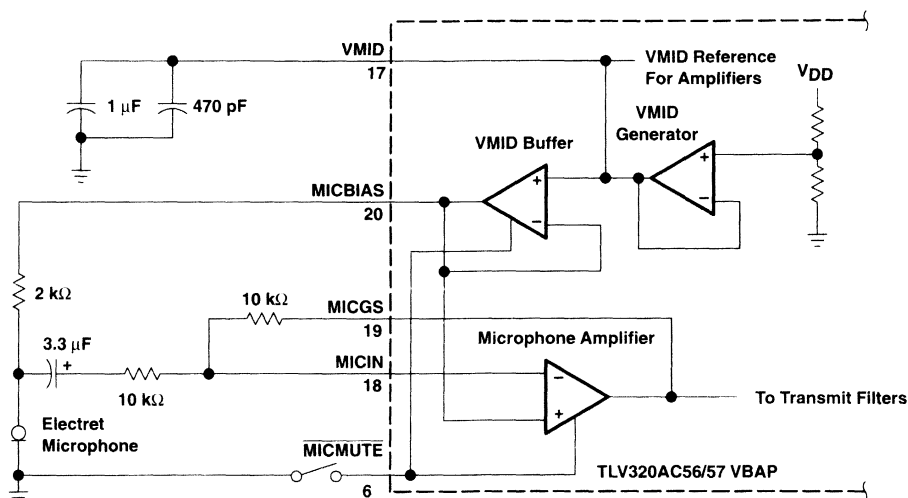 VMID
17
VMID Reference
For Amplifiers
VDD
1 μF
470 pF
VMID
Generator
VMID Buffer
+
−
+
−
MICBIAS
20
2 kΩ
10 kΩ
MICGS
19
Microphone Amplifier
3.3 μF
+
MICIN
18
10 kΩ
−
+
To Transmit Filters
Electret
Microphone
MICMUTE
6
TLV320AC56/57 VBAP